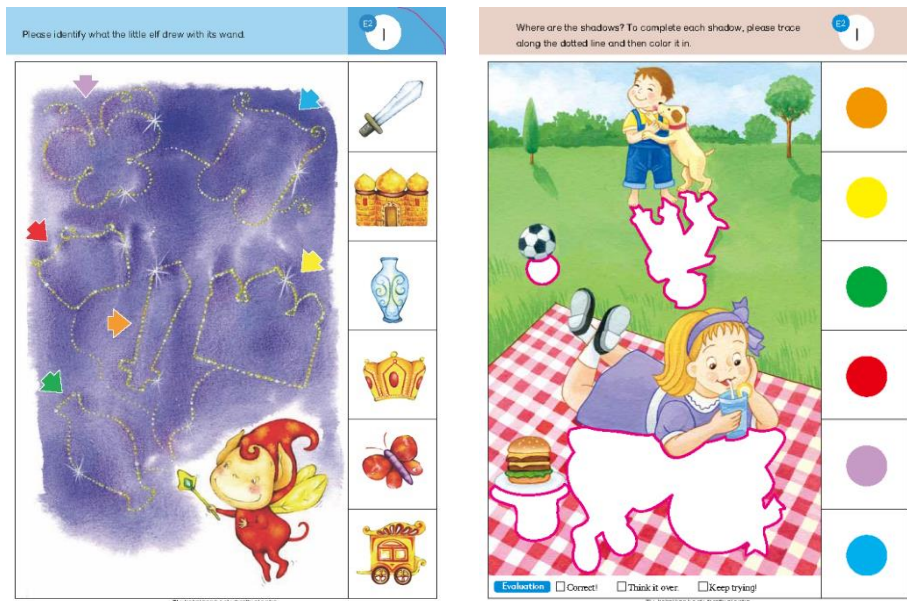 Please identify what the little elf drew with its wand.
E2
1
Where are the shadows? To complete each shadow, please trace
along the dotted line and then color it in.
E2
1
Evaluation
Correct!
Think it over.
Keep trying!